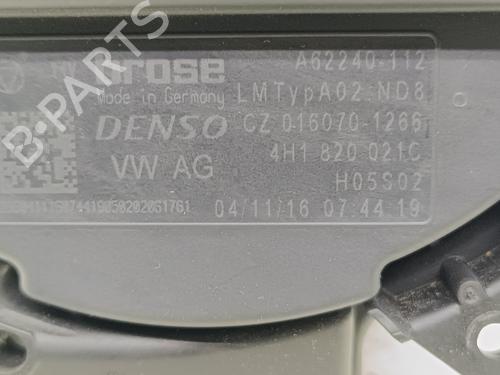 brose A62240-112
Made in Germany LMTypA02 ND8
DENSO CZ 016070-1266
VW AG 4H1 820 021C
H05S02
04/11/16 07:44:19
B-PARTS